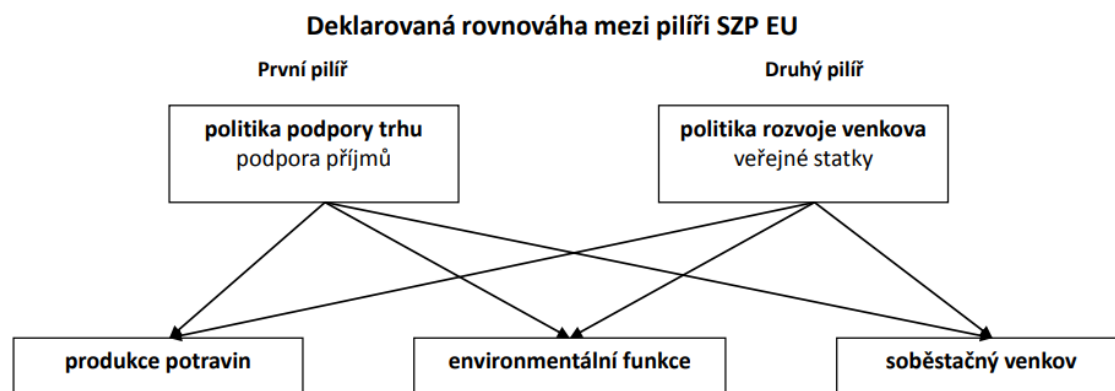 Deklarovaná rovnováha mezi pilíři SZP EU
První pilíř
Druhý pilíř
politika podpory trhu
podpora příjmů
politika rozvoje venkova
veřejné statky
produkce potravin
environmentální funkce
soběstačný venkov